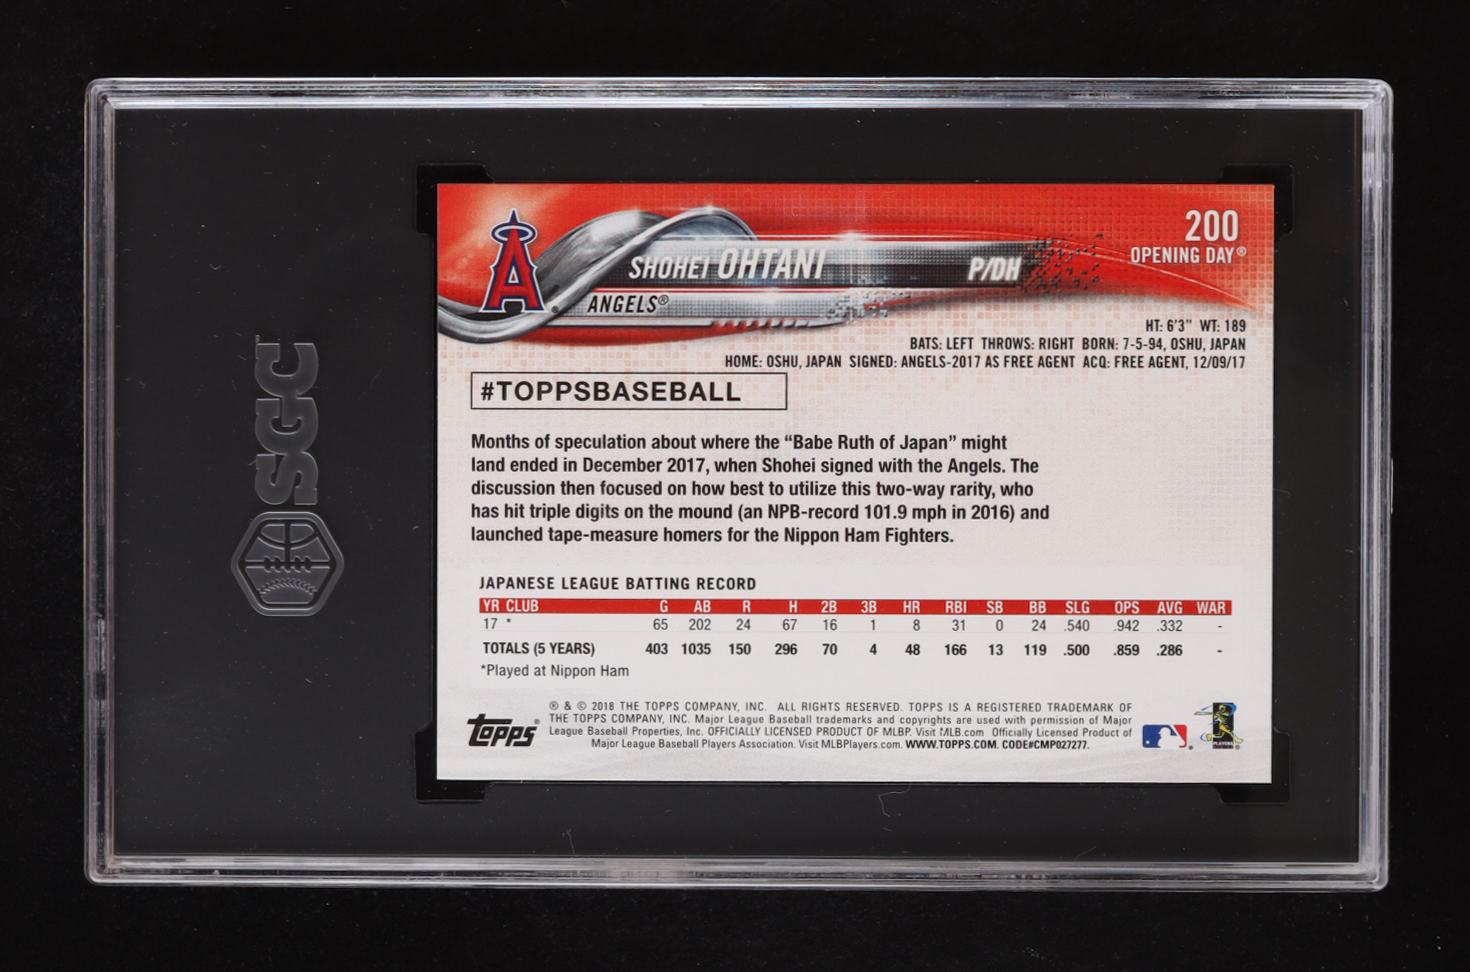 SGC
A
SHOHEI OHTANI
P/DH
ANGELS®
200
OPENING DAY®
HT: 6'3" WT: 189
BATS: LEFT THROWS: RIGHT BORN: 7-5-94, OSHU, JAPAN
HOME: OSHU, JAPAN SIGNED: ANGELS-2017 AS FREE AGENT ACQ: FREE AGENT, 12/09/17
#TOPPSBASEBALL
Months of speculation about where the “Babe Ruth of Japan” might
land ended in December 2017, when Shohei signed with the Angels. The
discussion then focused on how best to utilize this two-way rarity, who
has hit triple digits on the mound (an NPB-record 101.9 mph in 2016) and
launched tape-measure homers for the Nippon Ham Fighters.
JAPANESE LEAGUE BATTING RECORD
YR CLUB G AB R H 2B 3B HR RBI SB BB SLG OPS AVG WAR
17 * 65 202 24 67 16 1 8 31 0 24 .540 .942 .332 -
TOTALS (5 YEARS) 403 1035 150 296 70 4 48 166 13 119 .500 .859 .286 -
*Played at Nippon Ham
topps®
® & © 2018 THE TOPPS COMPANY, INC. ALL RIGHTS RESERVED. TOPPS IS A REGISTERED TRADEMARK OF
THE TOPPS COMPANY, INC. Major League Baseball trademarks and copyrights are used with permission of Major
League Baseball Properties, Inc. OFFICIALLY LICENSED PRODUCT OF MLBP. Visit MLB.com Officially Licensed Product of
Major League Baseball Players Association. Visit MLBPlayers.com. WWW.TOPPS.COM. CODE#CMP027277.
PLAYERS